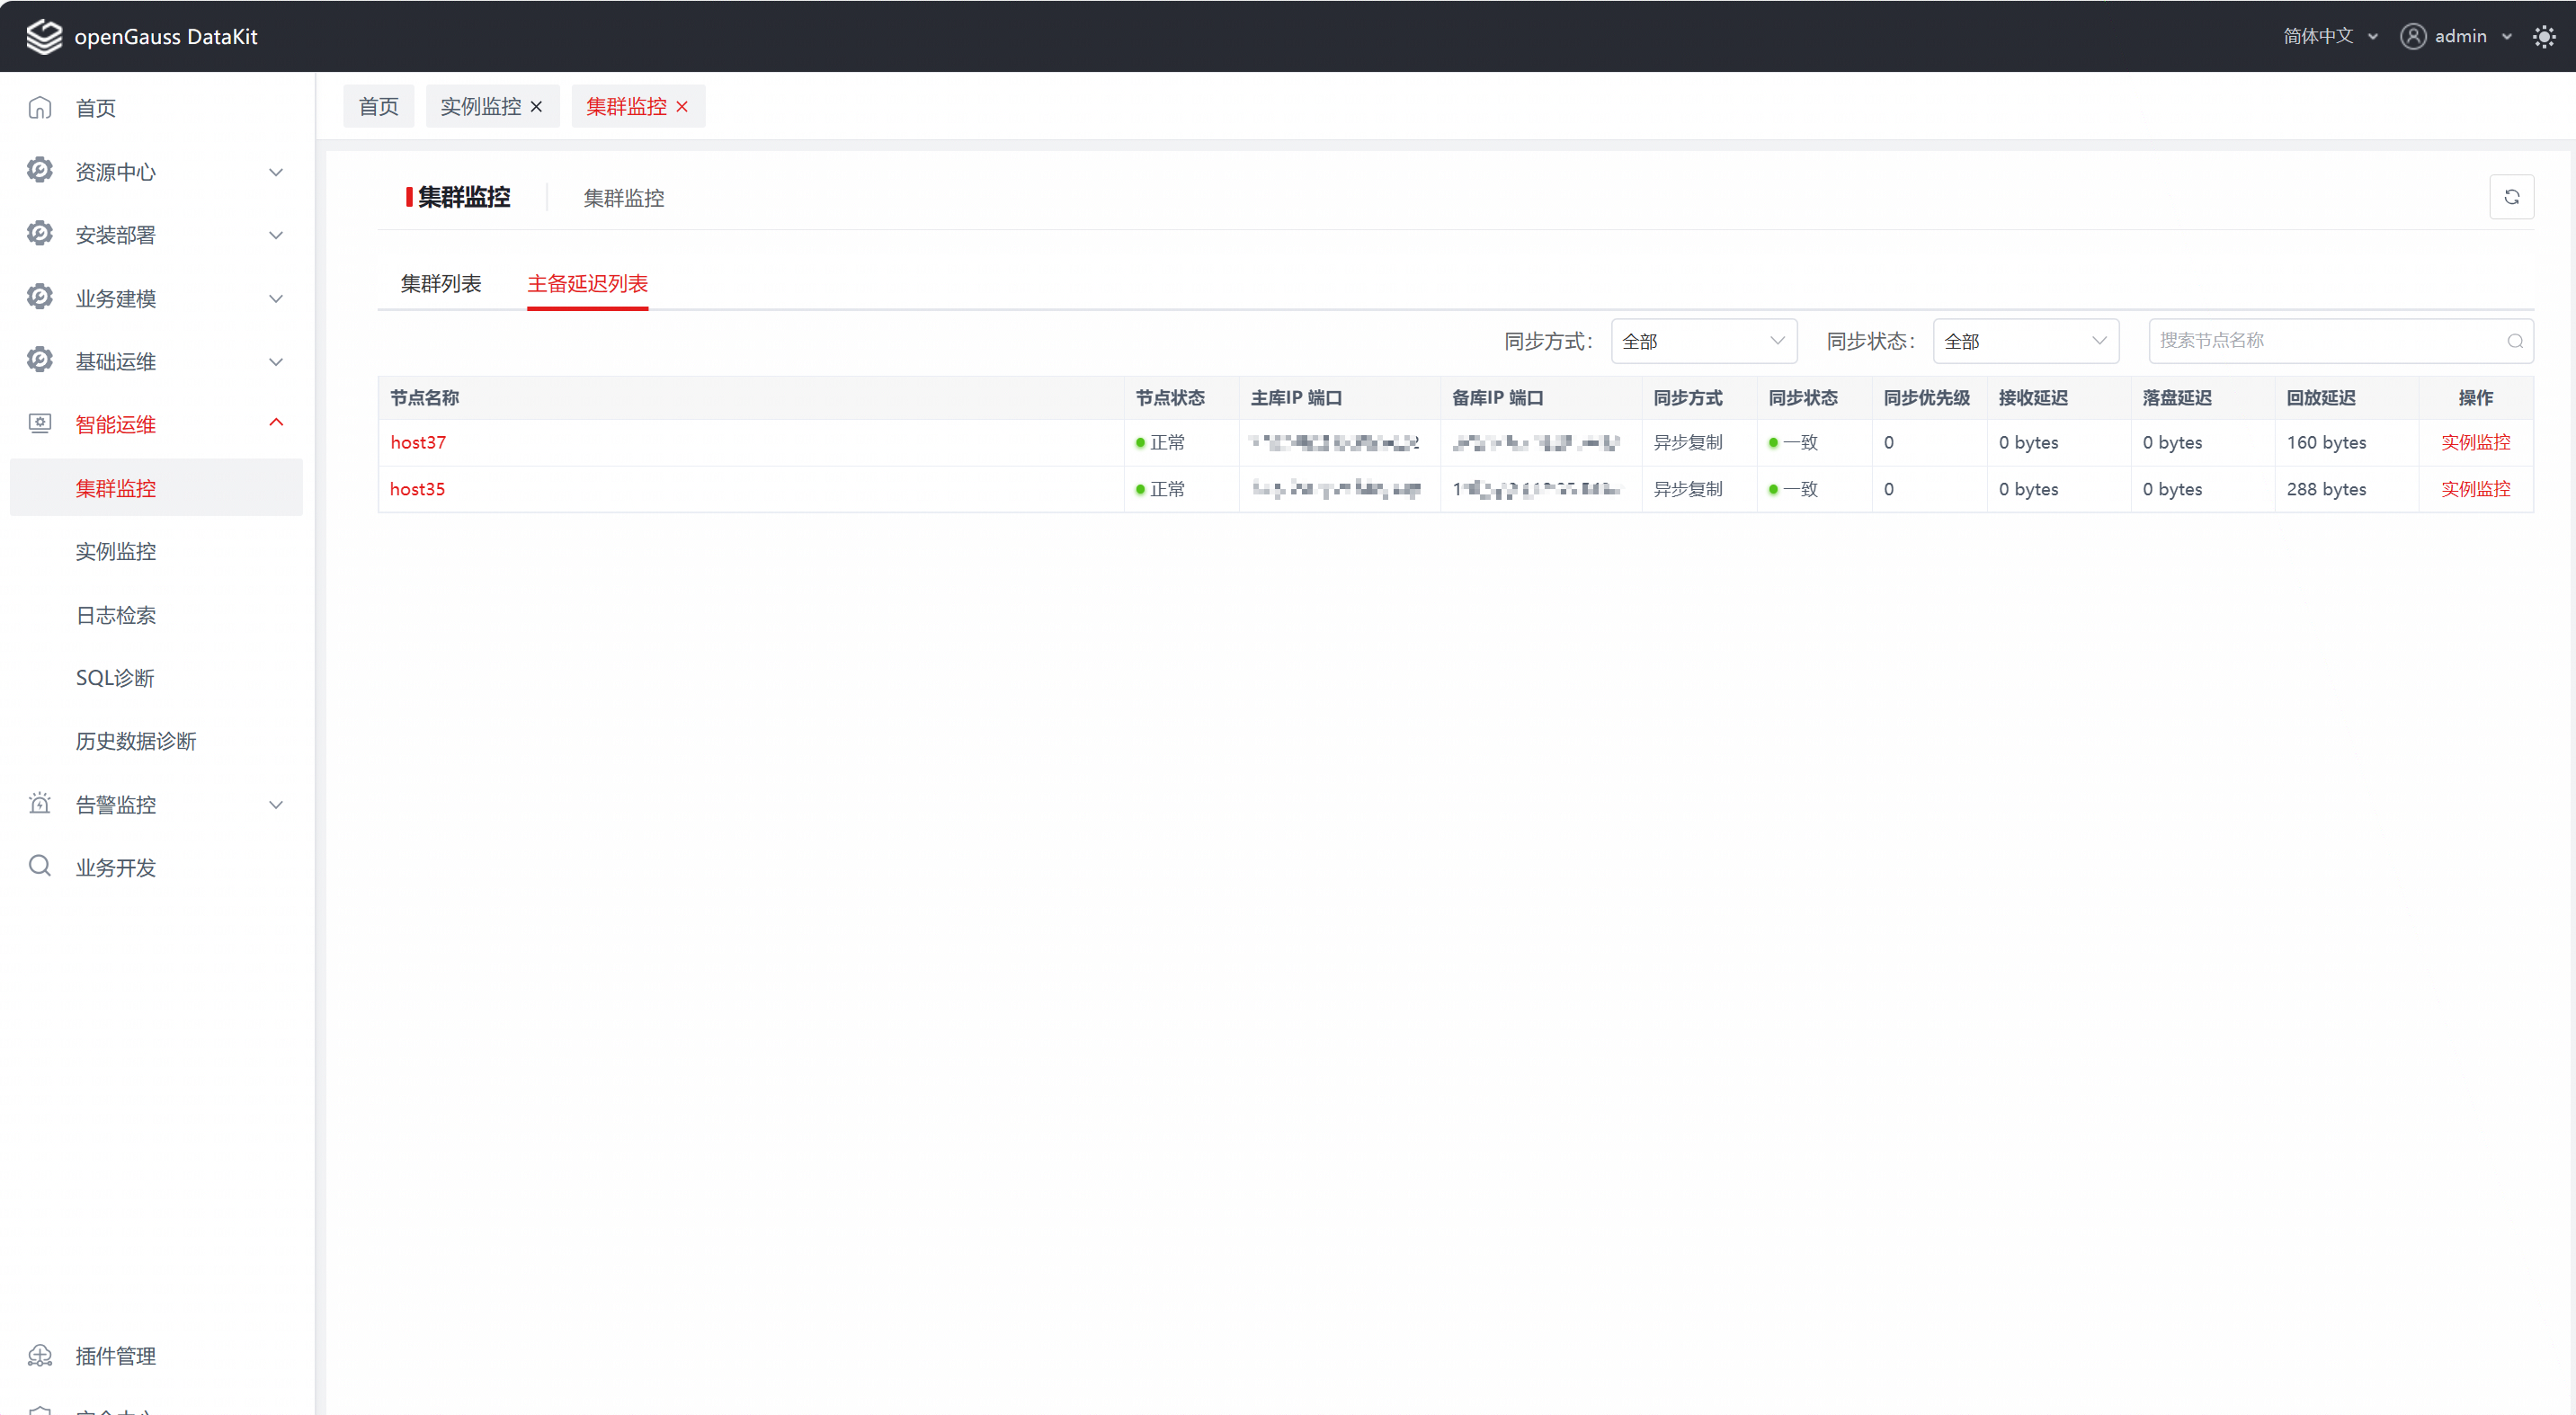 openGauss DataKit
简体中文 admin
首页
资源中心
安装部署
业务建模
基础运维
智能运维
集群监控
实例监控
日志检索
SQL诊断
历史数据诊断
告警监控
业务开发
插件管理
首页 实例监控 集群监控
集群监控 集群监控
集群列表 主备延迟列表
同步方式: 全部 同步状态: 全部 搜索节点名称
节点名称 节点状态 主库IP 端口 备库IP 端口 同步方式 同步状态 同步优先级 接收延迟 落盘延迟 回放延迟 操作
host37 正常 异步复制 一致 0 0 bytes 0 bytes 160 bytes 实例监控
host35 正常 异步复制 一致 0 0 bytes 0 bytes 288 bytes 实例监控